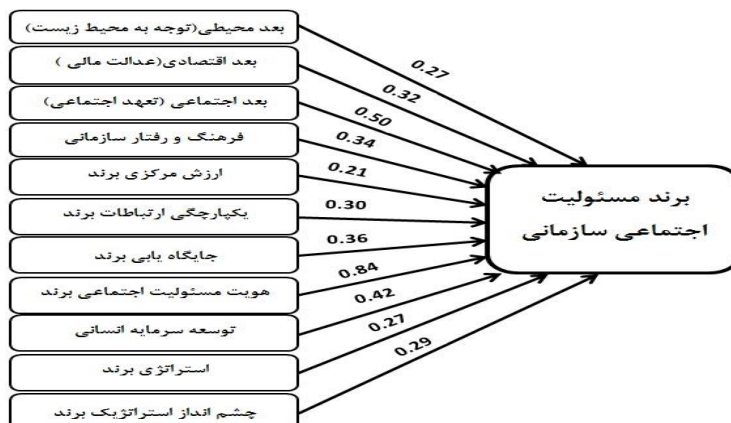 بعد محیطی(توجه به محیط زیست)
بعد اقتصادی(عدالت مالی )
بعد اجتماعی (تعهد اجتماعی)
فرهنگ و رفتار سازمانی
ارزش مرکزی برند
یکپارچگی ارتباطات برند
جایگاه یابی برند
هویت مسئولیت اجتماعی برند
توسعه سرمایه انسانی
استراتژی برند
چشم انداز استراتژیک برند
0.27
0.32
0.50
0.34
0.21
0.30
0.36
0.84
0.42
0.27
0.29
برند مسئولیت
اجتماعی سازمانی